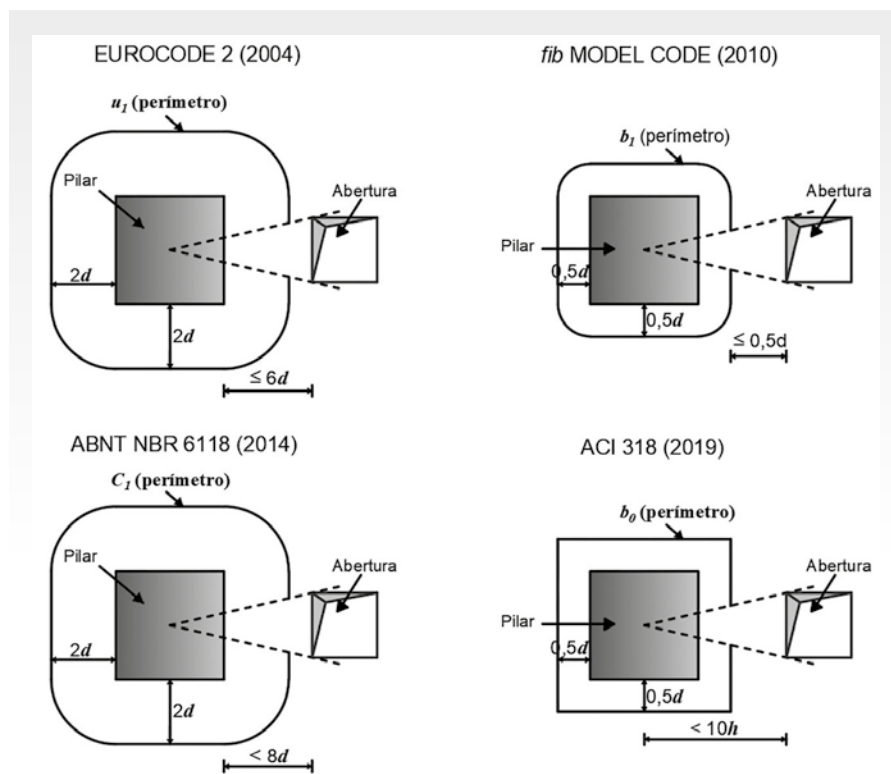 EUROCODE 2 (2004)
u₁ (perímetro)
Pilar
Abertura
2d
2d
≤ 6d
fib MODEL CODE (2010)
b₁ (perímetro)
Abertura
Pilar
0,5d
0,5d
≤ 0,5d
ABNT NBR 6118 (2014)
C₁ (perímetro)
Pilar
Abertura
2d
2d
< 8d
ACI 318 (2019)
b₀ (perímetro)
Abertura
Pilar
0,5d
0,5d
< 10h